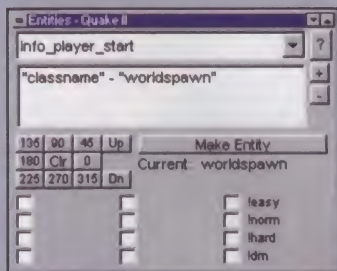 Entities - Quake II
info_player_start
?
"classname" - "worldspawn"
+
-
135 90 45 Up
180 Clr 0
225 270 315 Dn
Make Entity
Current: worldspawn
!easy
!norm
!hard
!dm